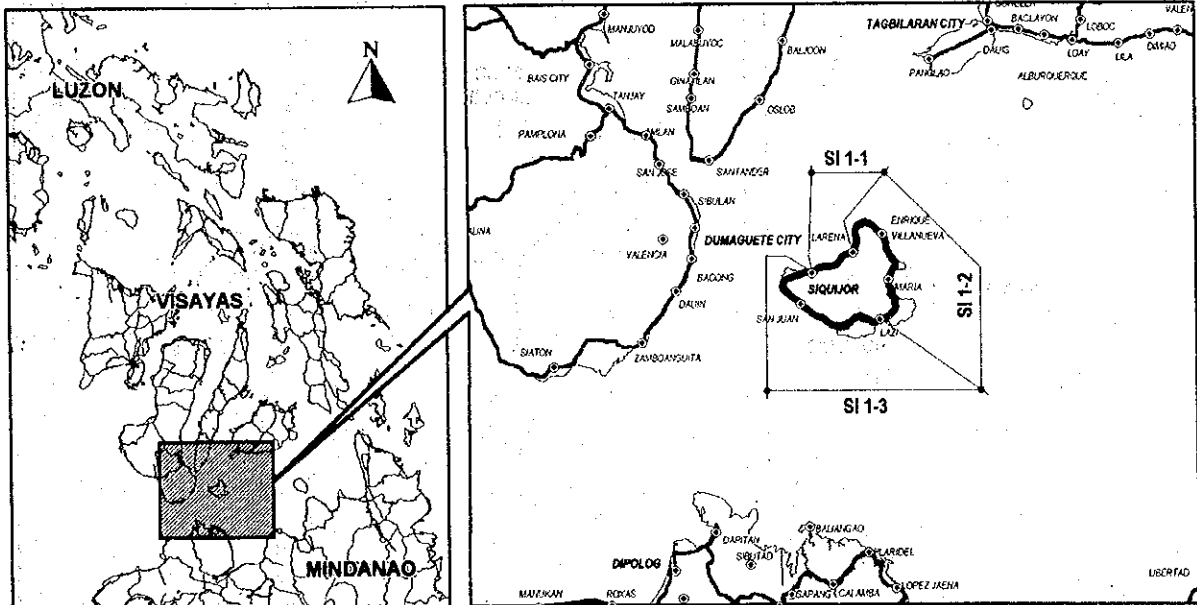 LUZON
N
VISAYAS
MINDANAO
MANJUYOD
BAIS CITY
TANJAY
PAMPLONA
AMLAN
SAN JOSE
SIBULAN
DUMAGUETE CITY
VALENCIA
BACONG
DAUIN
ZAMBOANGUITA
SIATON
MALABUYOC
GINATILAN
SAMBOAN
SANTANDER
OSLOB
BALJOON
TAGBILARAN CITY
BACLAYON
LOBOC
DAUIS
LOAY
LILA
DIMIAO
PANGLAO
ALBURQUERQUE
SI 1-1
SI 1-2
SI 1-3
LARENA
ENRIQUE
VILLANUEVA
SIQUIJOR
MARIA
SAN JUAN
LAZI
DAPITAN
SIBUTAD
DIPOLOG
BALIANGAO
PLARIDEL
LOPEZ JAENA
SAPANG
CALAMBA
MANUKAN
ROXAS
LIBERTAD